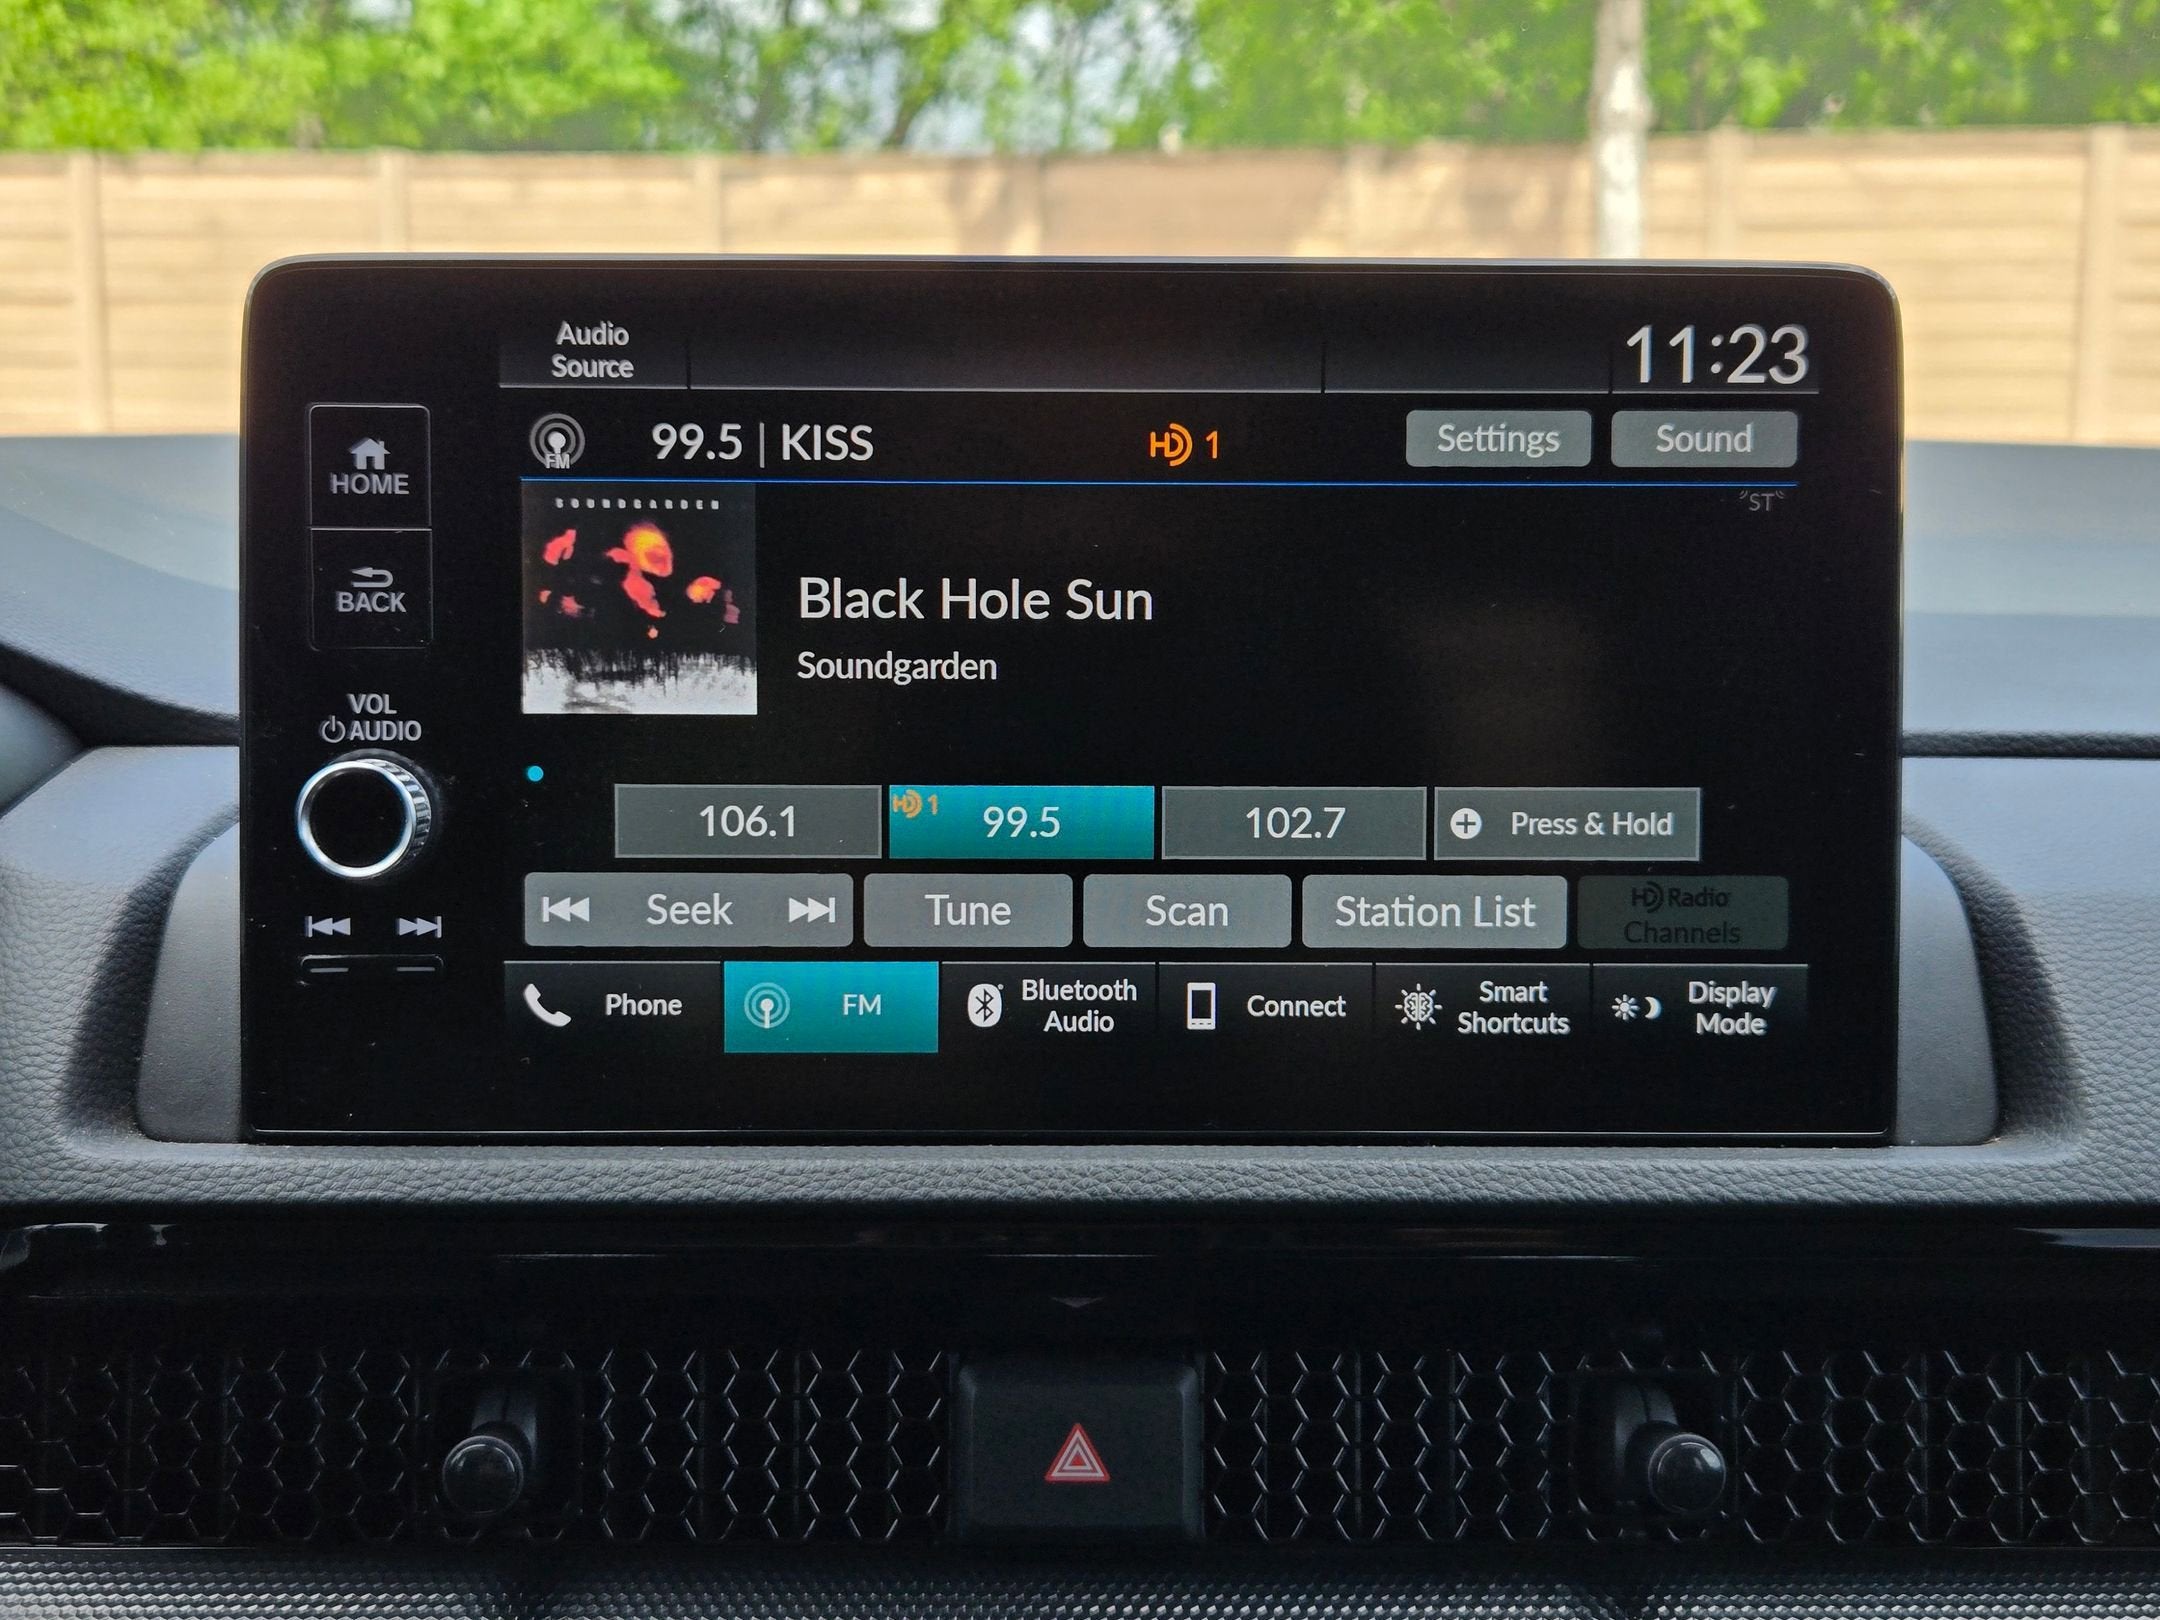 Audio
Source
11:23
HOME
BACK
VOL
AUDIO
FM
99.5 | KISS
HD 1
Settings
Sound
"ST"
SOUNDGARDEN
Black Hole Sun
Soundgarden
106.1
HD 1
99.5
102.7
Press & Hold
Seek
Tune
Scan
Station List
HD Radio
Channels
Phone
FM
Bluetooth
Audio
Connect
Smart
Shortcuts
Display
Mode